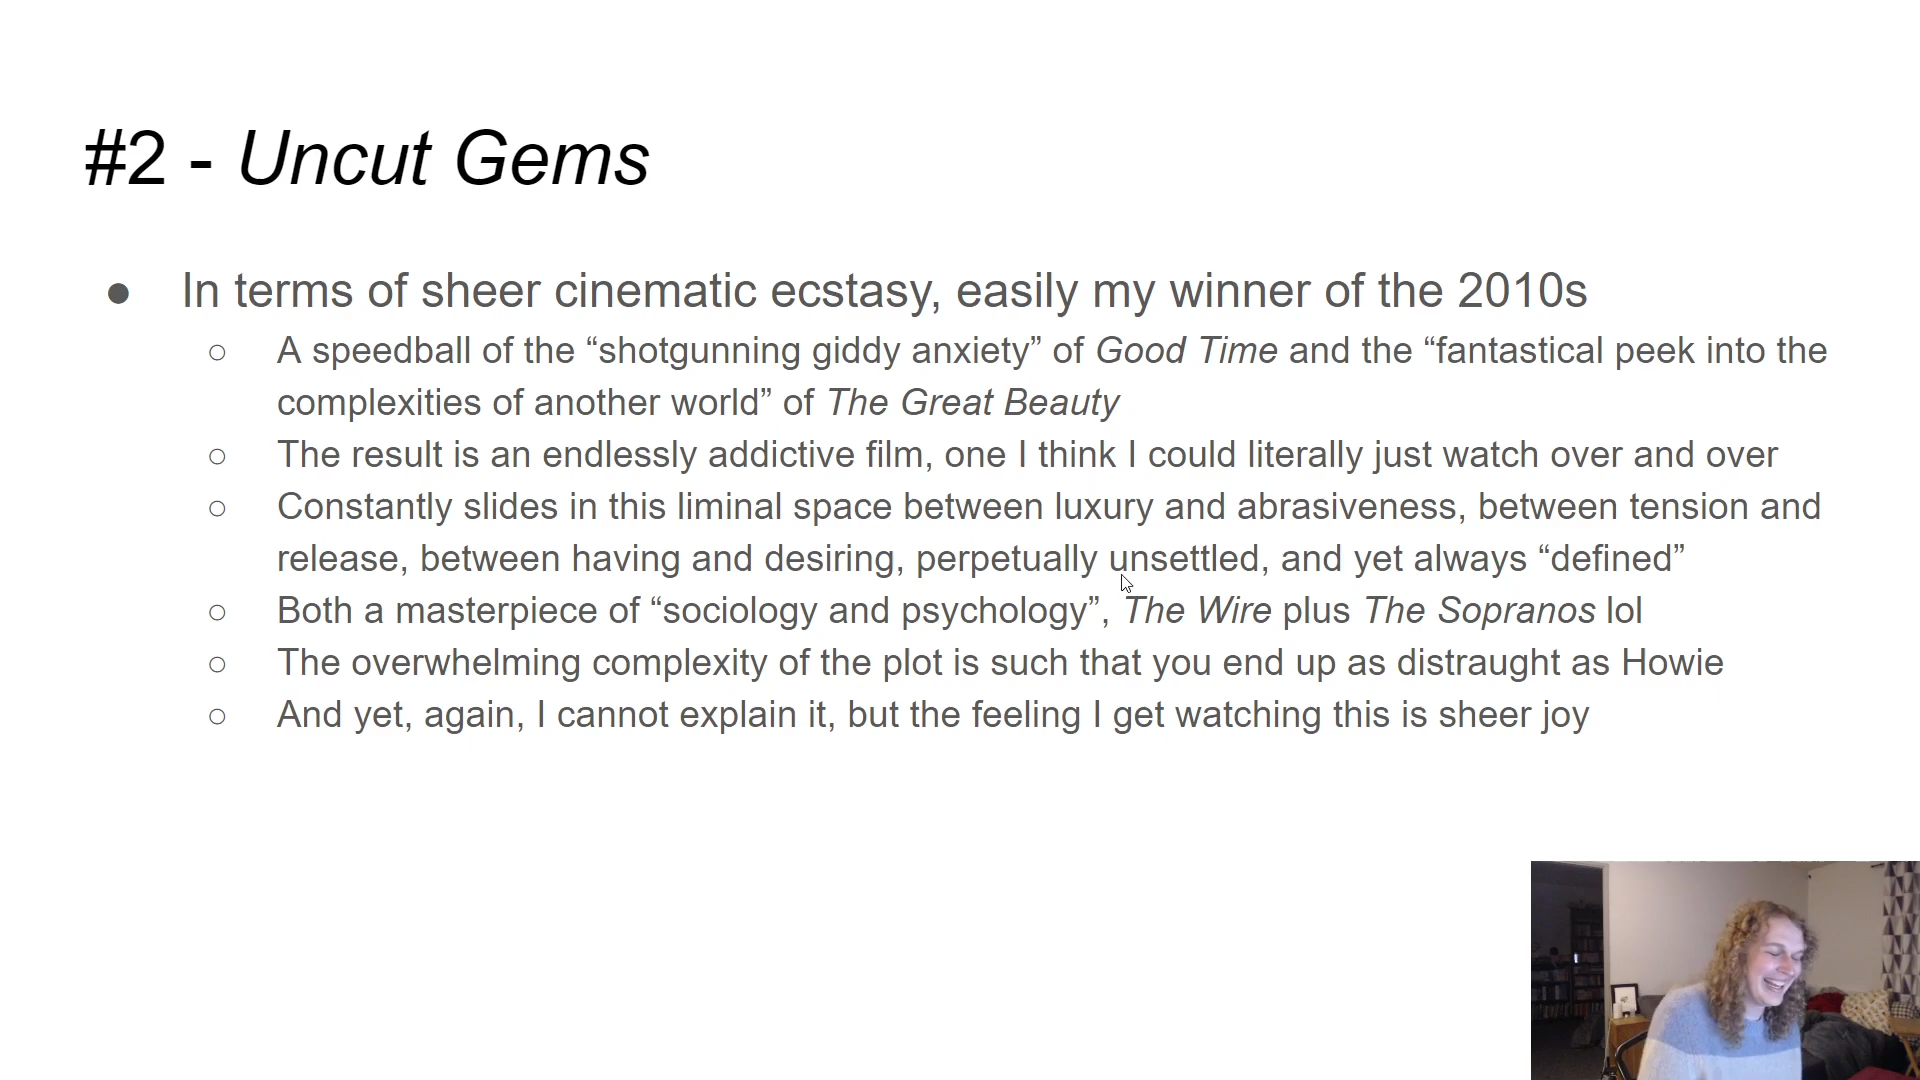 #2 - Uncut Gems
● In terms of sheer cinematic ecstasy, easily my winner of the 2010s
○ A speedball of the “shotgunning giddy anxiety” of Good Time and the “fantastical peek into the
complexities of another world” of The Great Beauty
○ The result is an endlessly addictive film, one I think I could literally just watch over and over
○ Constantly slides in this liminal space between luxury and abrasiveness, between tension and
release, between having and desiring, perpetually unsettled, and yet always “defined”
○ Both a masterpiece of “sociology and psychology”, The Wire plus The Sopranos lol
○ The overwhelming complexity of the plot is such that you end up as distraught as Howie
○ And yet, again, I cannot explain it, but the feeling I get watching this is sheer joy